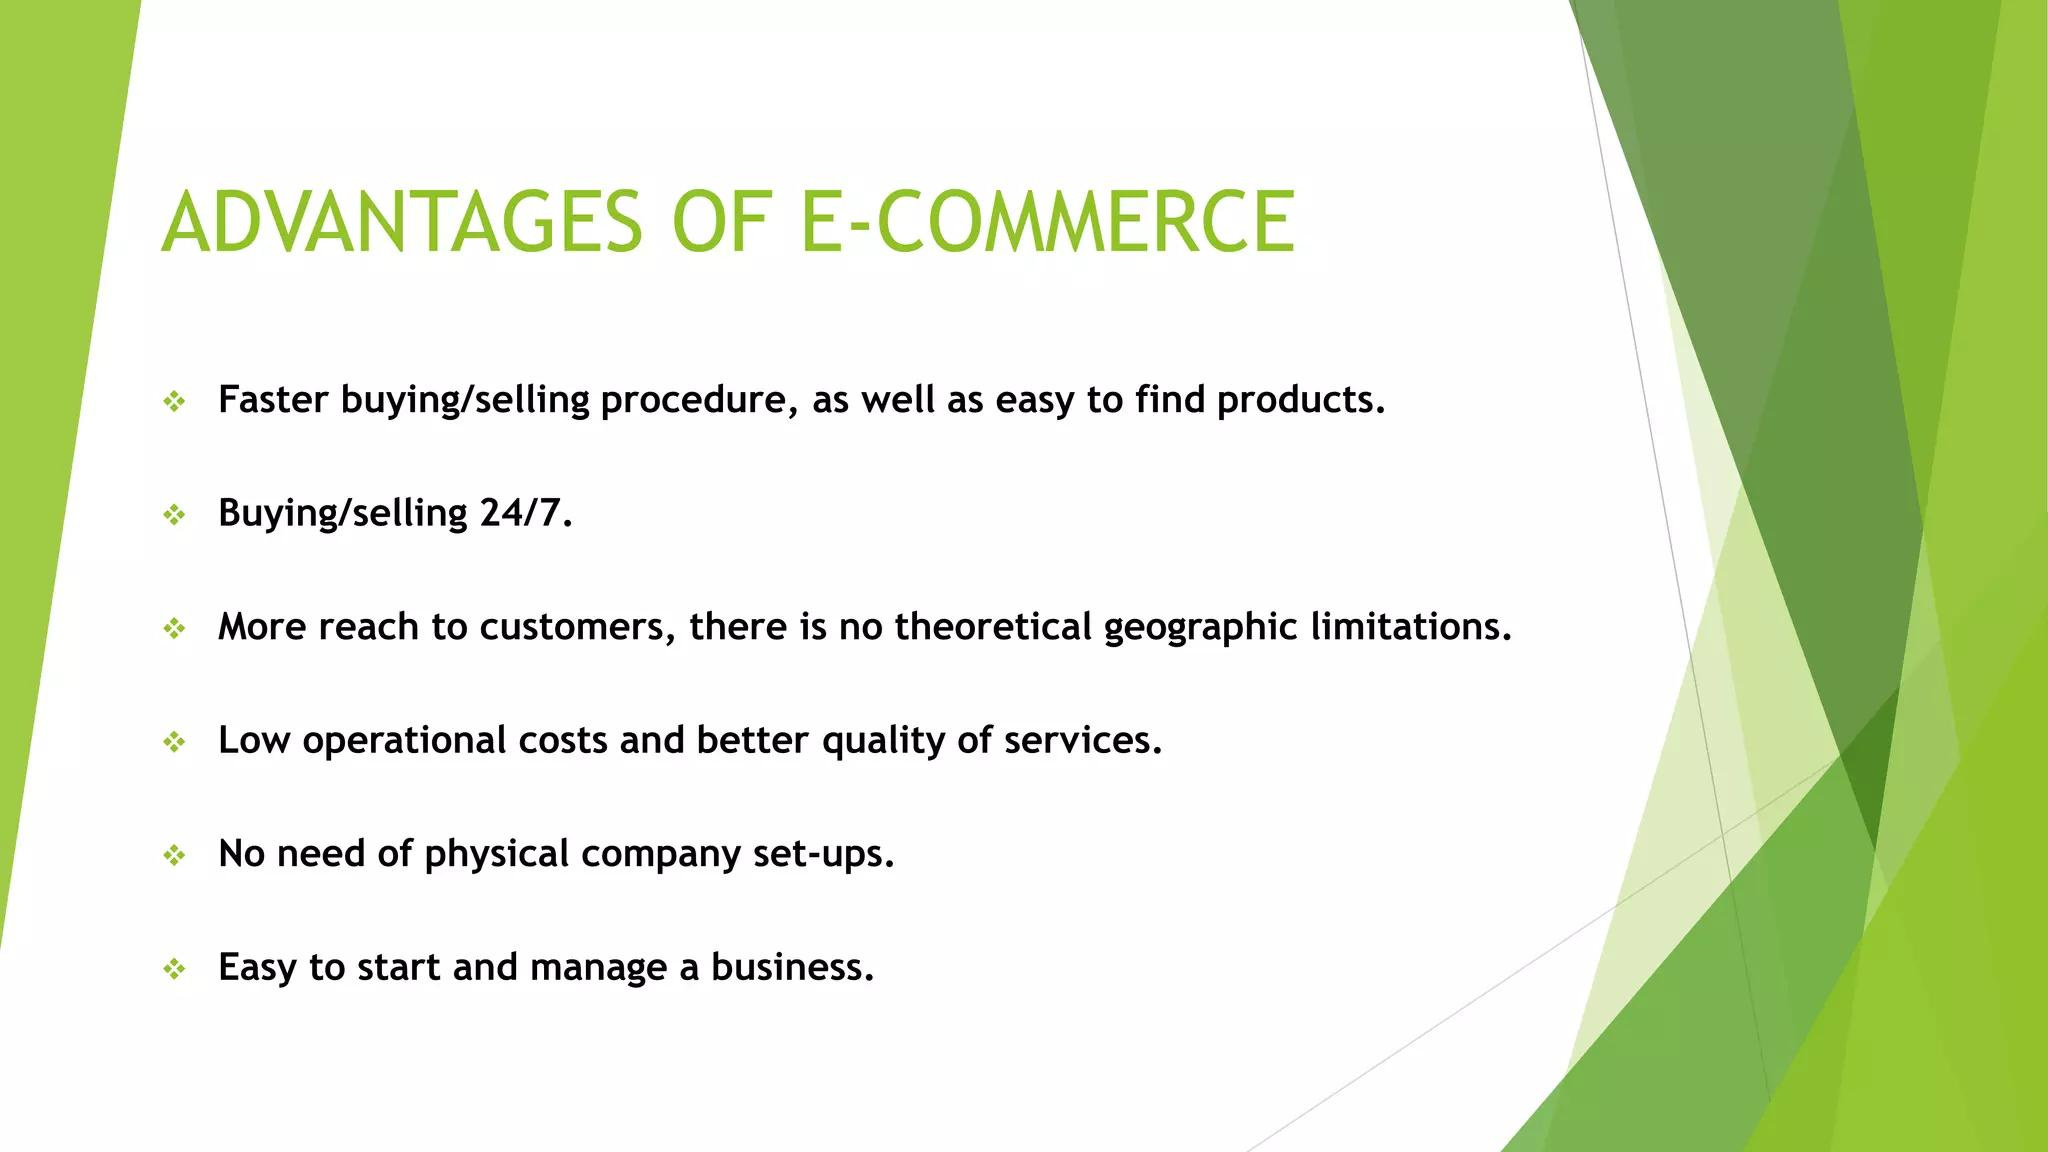 ADVANTAGES OF E-COMMERCE
❖ Faster buying/selling procedure, as well as easy to find products.
❖ Buying/selling 24/7.
❖ More reach to customers, there is no theoretical geographic limitations.
❖ Low operational costs and better quality of services.
❖ No need of physical company set-ups.
❖ Easy to start and manage a business.